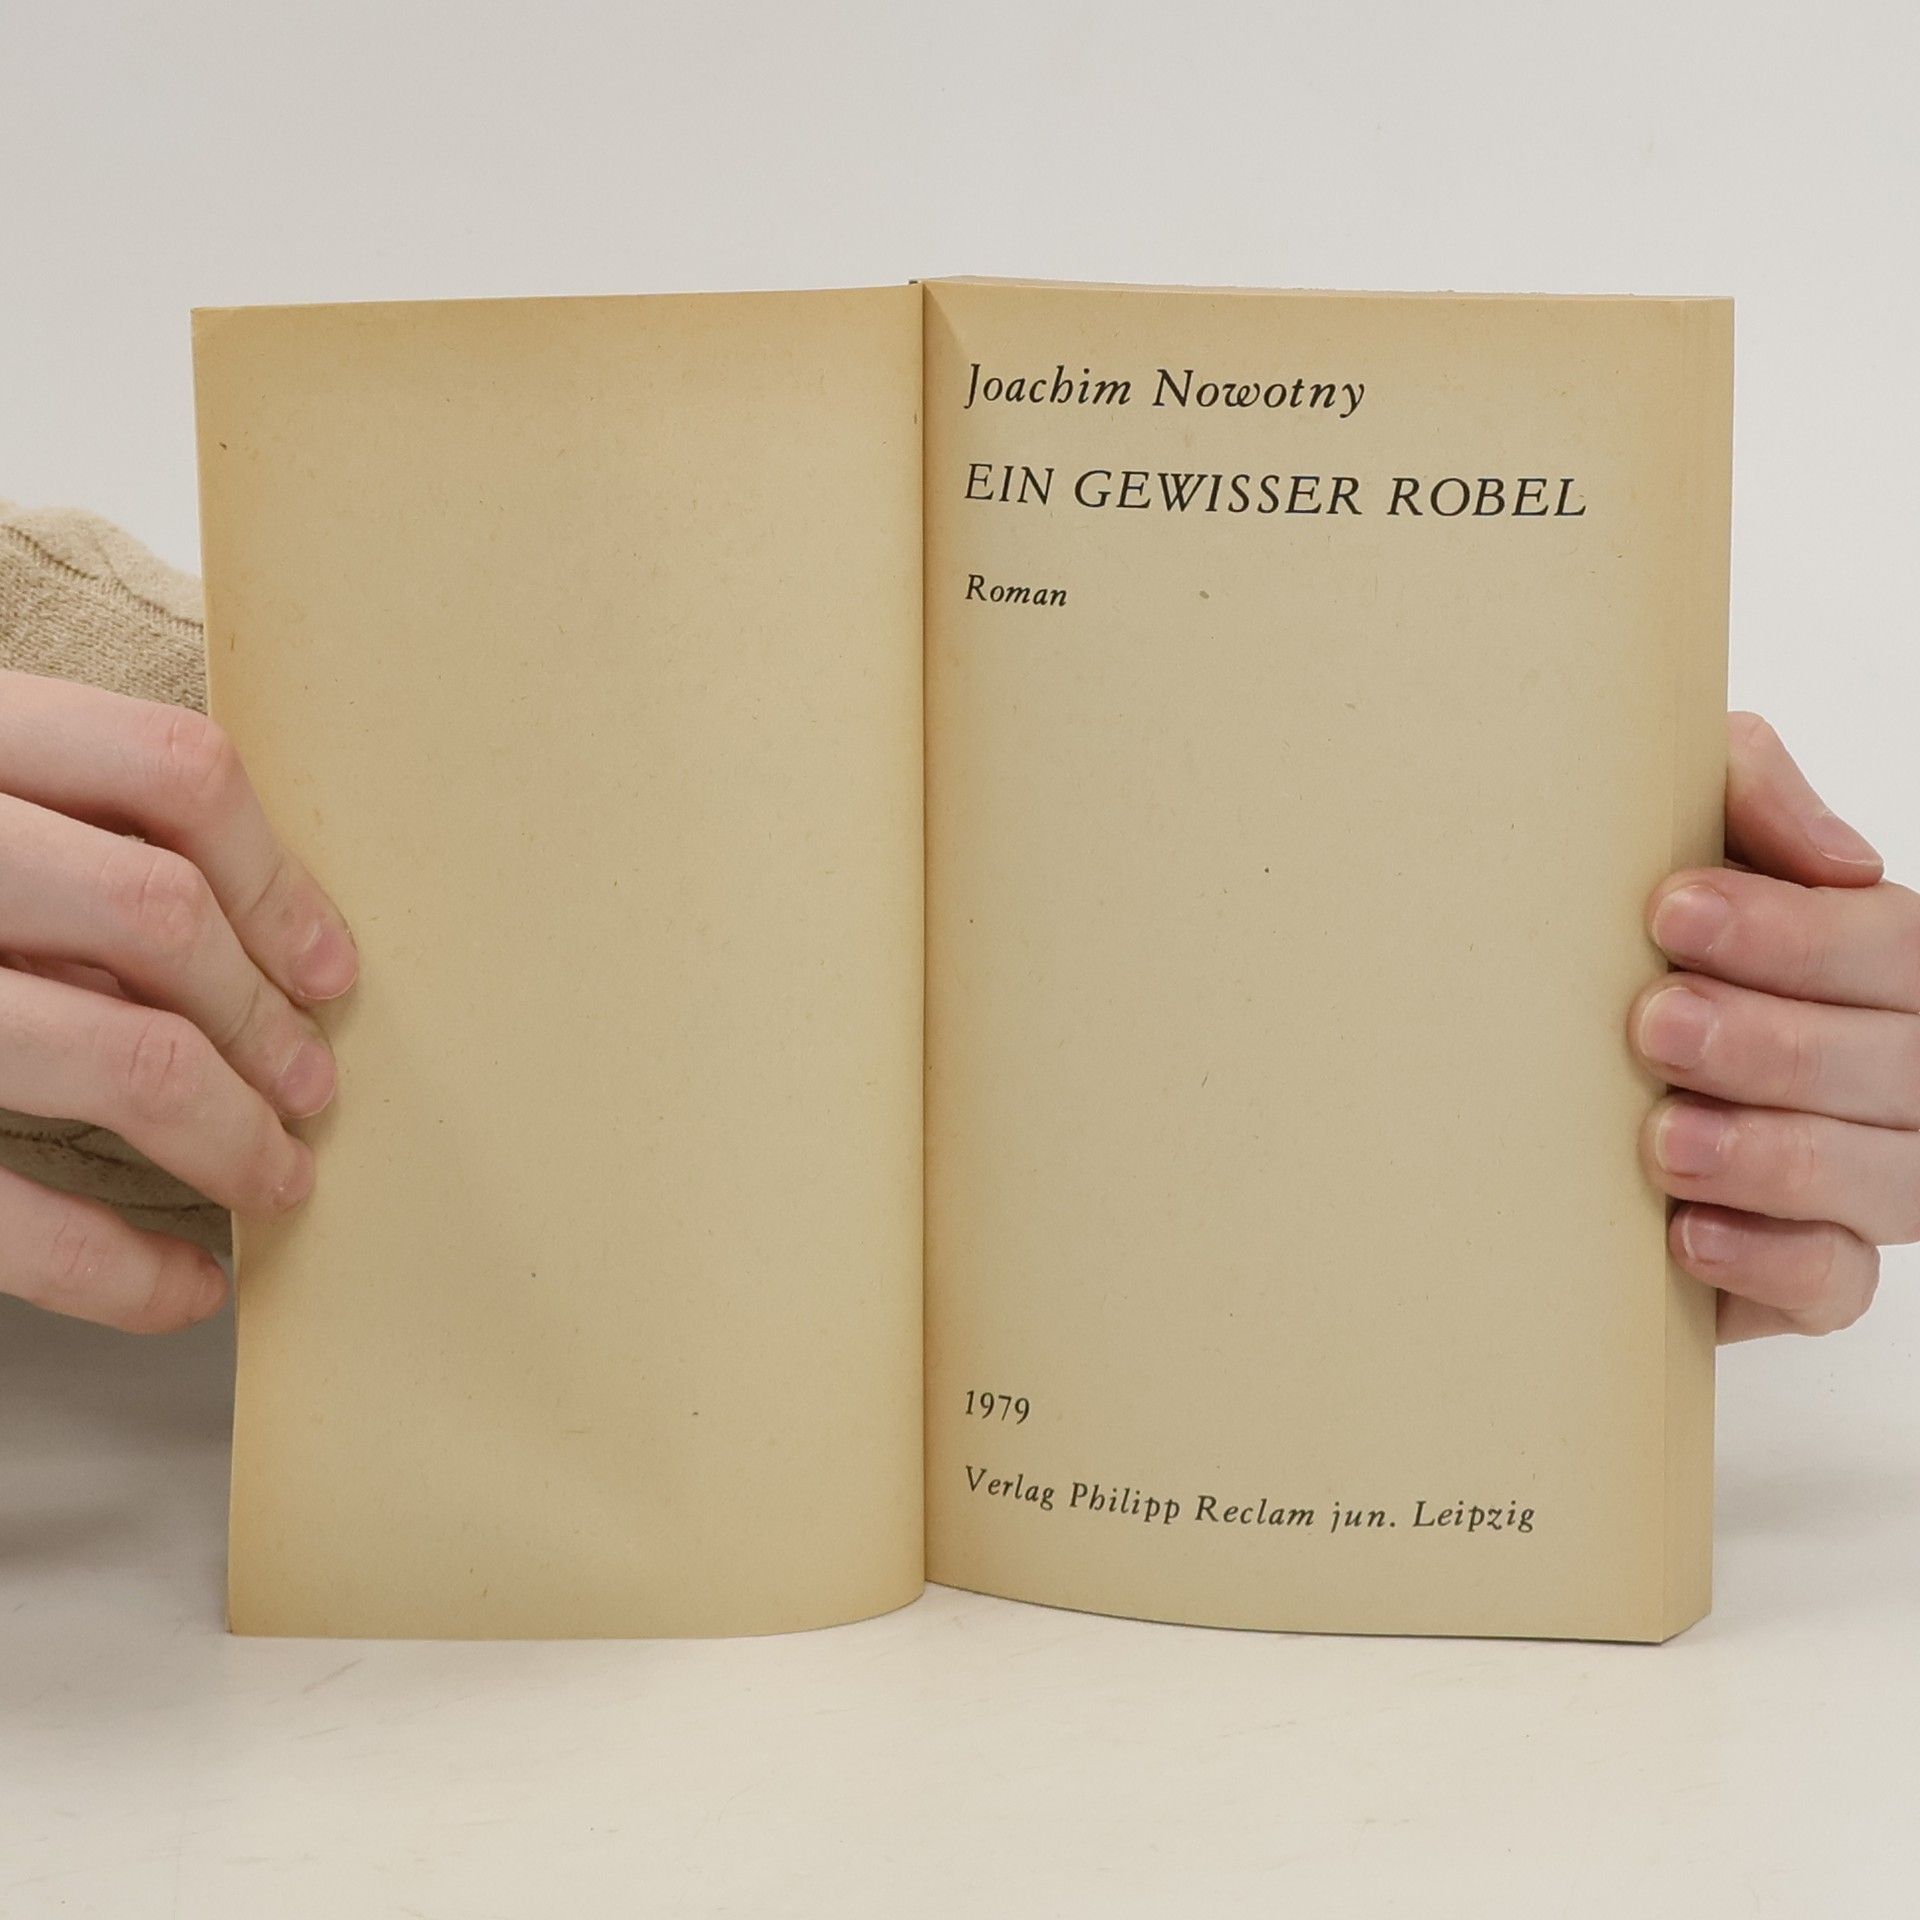 Joachim Nowotny
EIN GEWISSER ROBEL
Roman
1979
Verlag Philipp Reclam jun. Leipzig